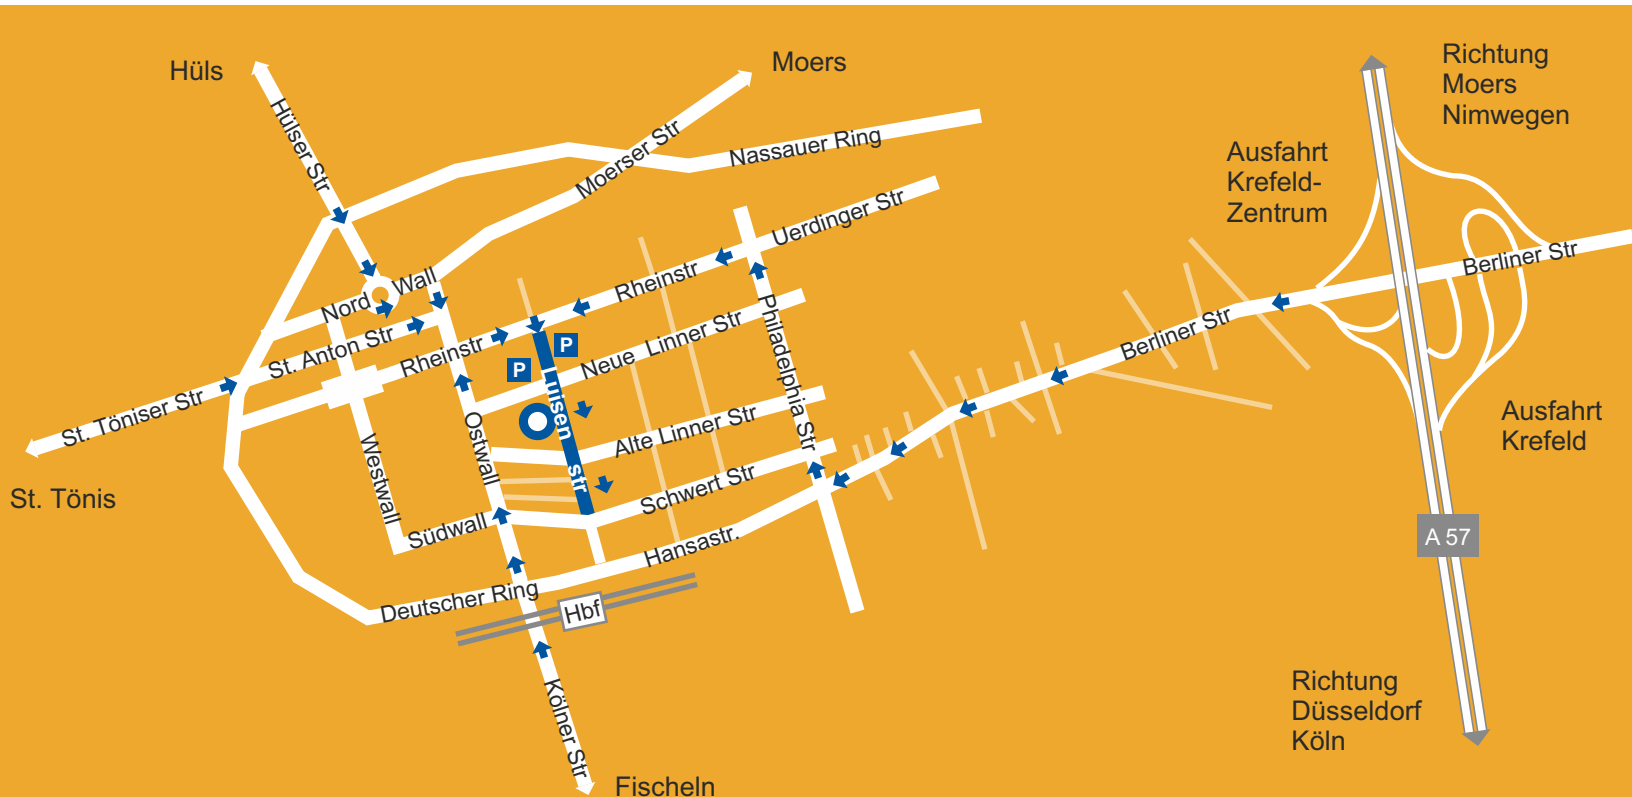 Hüls
Moers
Richtung
Moers
Nimwegen
Hülser Str
Moerser Str
Nassauer Ring
Ausfahrt
Krefeld-
Zentrum
Uerdinger Str
Berliner Str
Nord Wall
Rheinstr
Philadelphia Str
St. Anton Str
Rheinstr
P
P
Neue Linner Str
Berliner Str
St. Töniser Str
Luisen str
Ostwall
Alte Linner Str
Ausfahrt
Krefeld
Westwall
St. Tönis
Schwert Str
Südwall
Hansastr.
A 57
Deutscher Ring
Hbf
Kölner Str
Richtung
Düsseldorf
Köln
Fischeln